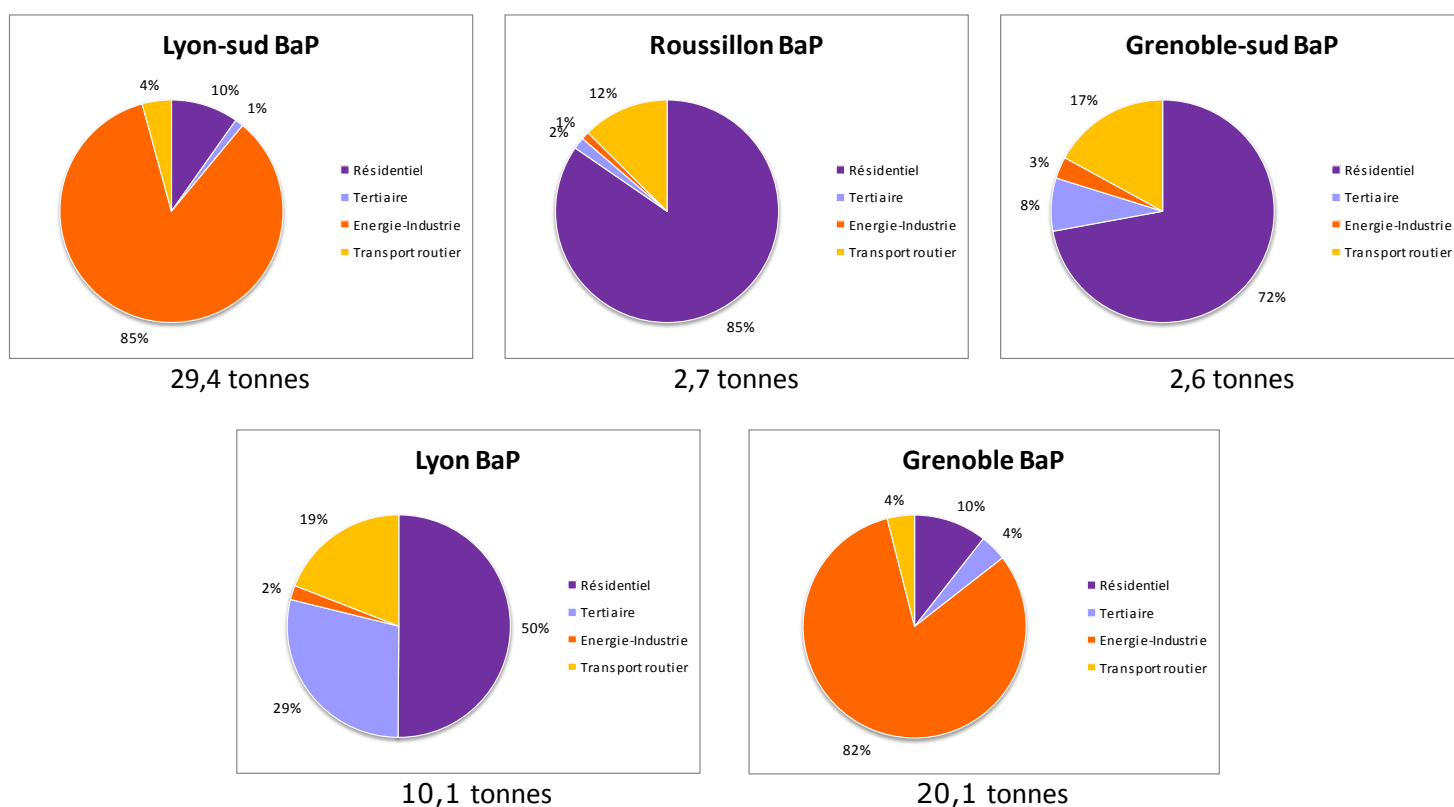 Lyon-sud BaP
4%
10%
1%
85%
Résidentiel
Tertiaire
Energie-Industrie
Transport routier
29,4 tonnes
Roussillon BaP
12%
1%
2%
85%
Résidentiel
Tertiaire
Energie-Industrie
Transport routier
2,7 tonnes
Grenoble-sud BaP
17%
3%
8%
72%
Résidentiel
Tertiaire
Energie-Industrie
Transport routier
2,6 tonnes
Lyon BaP
19%
2%
50%
29%
Résidentiel
Tertiaire
Energie-Industrie
Transport routier
10,1 tonnes
Grenoble BaP
4%
10%
4%
82%
Résidentiel
Tertiaire
Energie-Industrie
Transport routier
20,1 tonnes